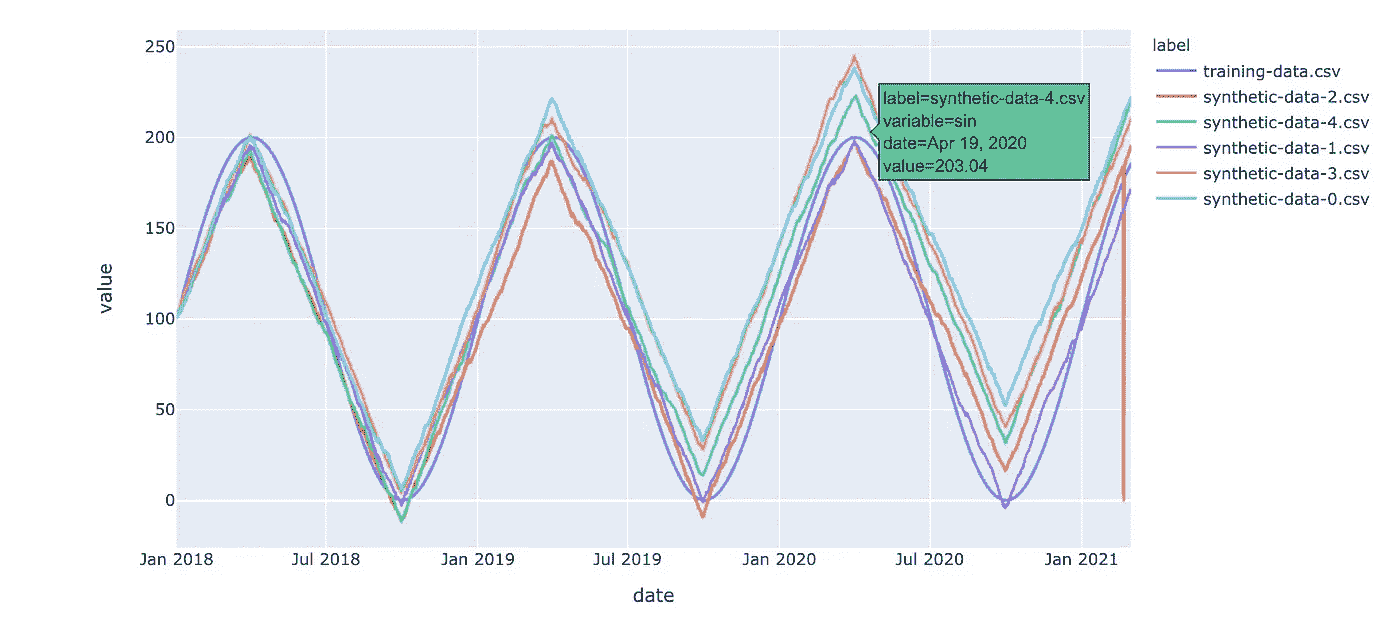 250
200
150
100
50
0
value
Jan 2018
Jul 2018
Jan 2019
Jul 2019
Jan 2020
Jul 2020
Jan 2021
date
label=synthetic-data-4.csv
variable=sin
date=Apr 19, 2020
value=203.04
label
training-data.csv
synthetic-data-2.csv
synthetic-data-4.csv
synthetic-data-1.csv
synthetic-data-3.csv
synthetic-data-0.csv